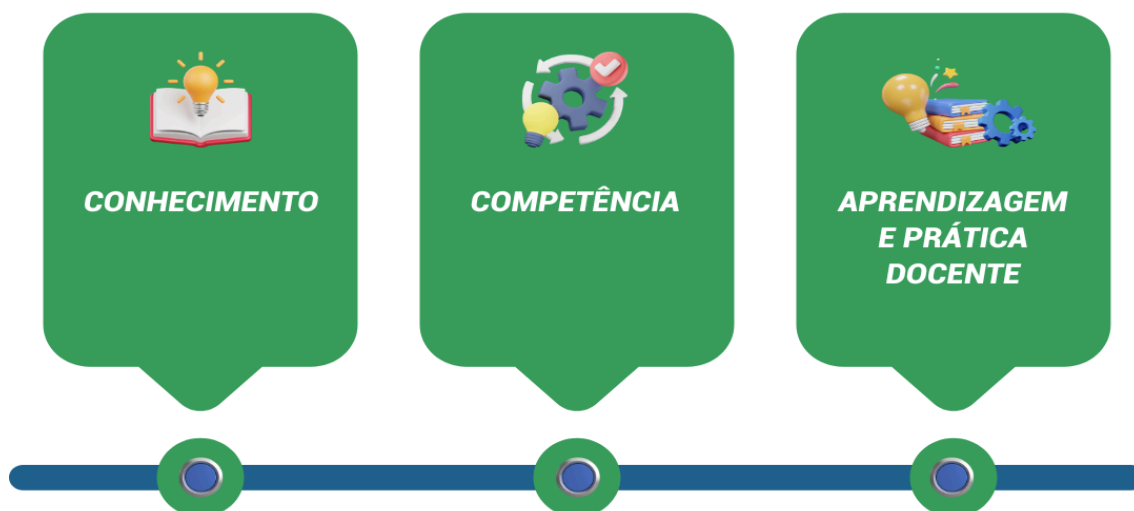 CONHECIMENTO
COMPETÊNCIA
APRENDIZAGEM
E PRÁTICA
DOCENTE